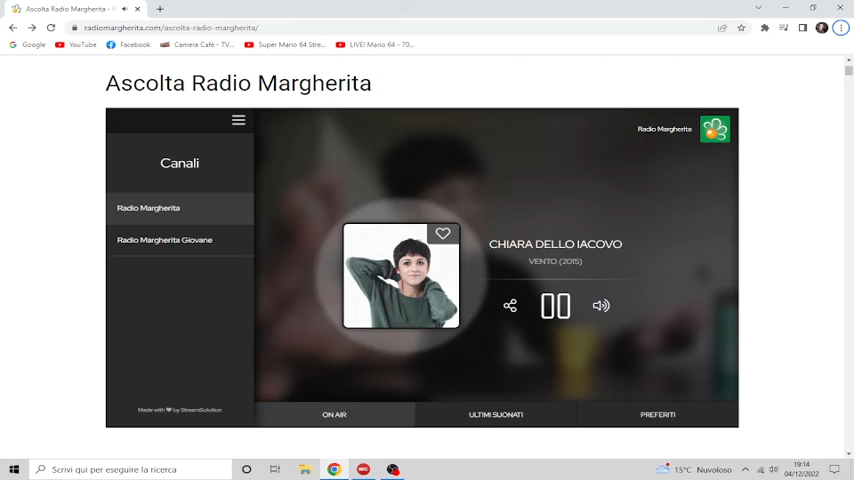 Ascolta Radio Margherita - R
radiomargherita.com/ascolta-radio-margherita/
Google
YouTube
Facebook
Camera Cafè - TV...
Super Mario 64 Stre...
LIVE! Mario 64 - 70...
Ascolta Radio Margherita
Radio Margherita
Canali
Radio Margherita
Radio Margherita Giovane
CHIARA DELLO IACOVO
VENTO (2015)
Made with ❤ by StreamSolution
ON AIR
ULTIMI SUONATI
PREFERITI
Scrivi qui per eseguire la ricerca
REC
15°C Nuvoloso
19:14
04/12/2022